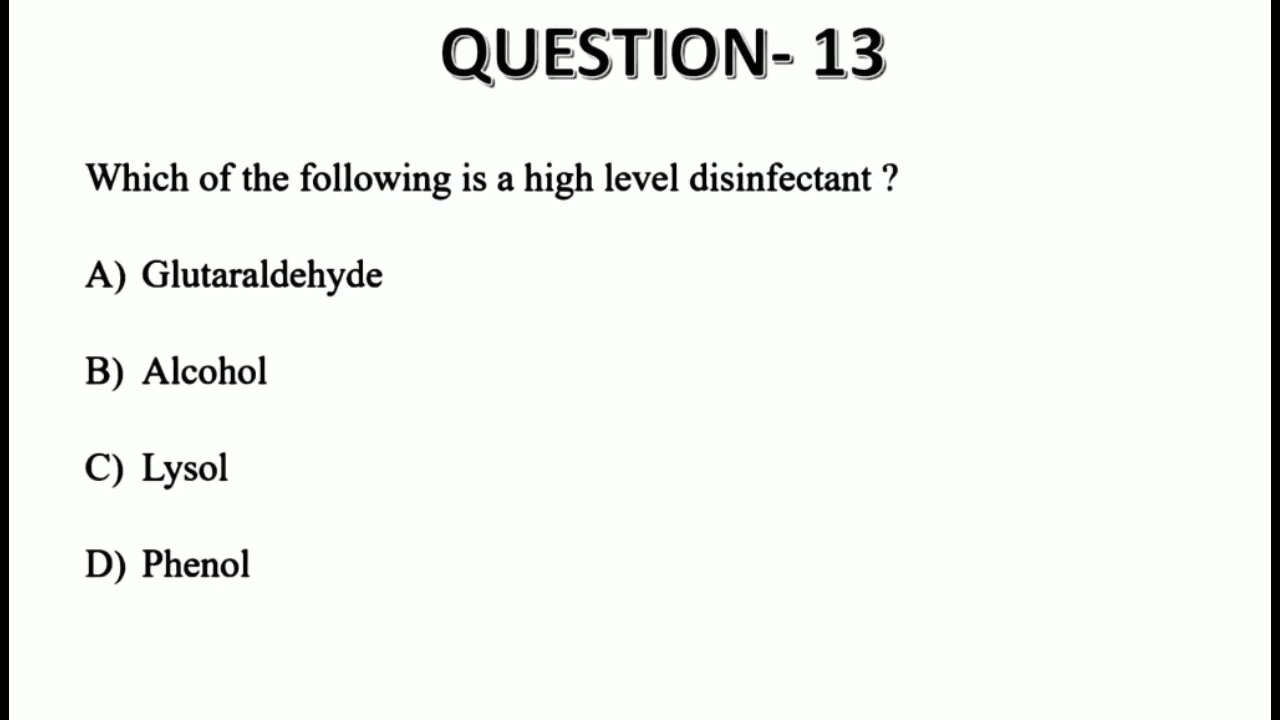 QUESTION- 13
Which of the following is a high level disinfectant ?
A) Glutaraldehyde
B) Alcohol
C) Lysol
D) Phenol